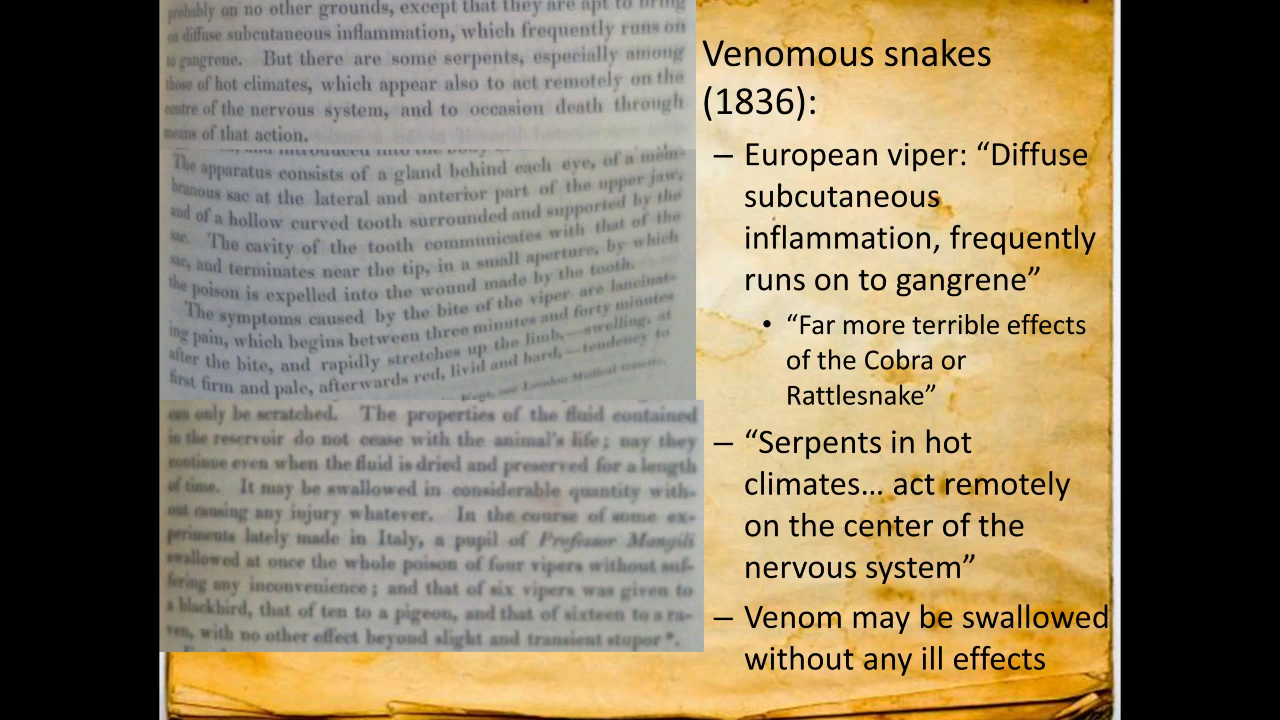 probably on no other grounds, except that they are apt to bring
on diffuse subcutaneous inflammation, which frequently runs on
to gangrene. But there are some serpents, especially among
those of hot climates, which appear also to act remotely on the
centre of the nervous system, and to occasion death through
means of that action.
introduced into the body
The apparatus consists of a gland behind each eye, of a mem-
branous sac at the lateral and anterior part of the upper jaw,
and of a hollow curved tooth surrounded and supported by the
sac. The cavity of the tooth communicates with that of the
sac, and terminates near the tip, in a small aperture, by which
the poison is expelled into the wound made by the tooth.
The symptoms caused by the bite of the viper are lancinat-
ing pain, which begins between three minutes and forty minutes
after the bite, and rapidly stretches up the limb,—swelling, at
first firm and pale, afterwards red, livid and hard,—tendency to
see London Medical Gazette,
can only be scratched. The properties of the fluid contained
in the reservoir do not cease with the animal's life; nay they
continue even when the fluid is dried and preserved for a length
of time. It may be swallowed in considerable quantity with-
out causing any injury whatever. In the course of some ex-
periments lately made in Italy, a pupil of Professor Mangili
swallowed at once the whole poison of four vipers without suf-
fering any inconvenience; and that of six vipers was given to
a blackbird, that of ten to a pigeon, and that of sixteen to a ra-
ven, with no other effect beyond slight and transient stupor*.
Venomous snakes
(1836):
– European viper: “Diffuse
subcutaneous
inflammation, frequently
runs on to gangrene”
• “Far more terrible effects
of the Cobra or
Rattlesnake”
– “Serpents in hot
climates… act remotely
on the center of the
nervous system”
– Venom may be swallowed
without any ill effects